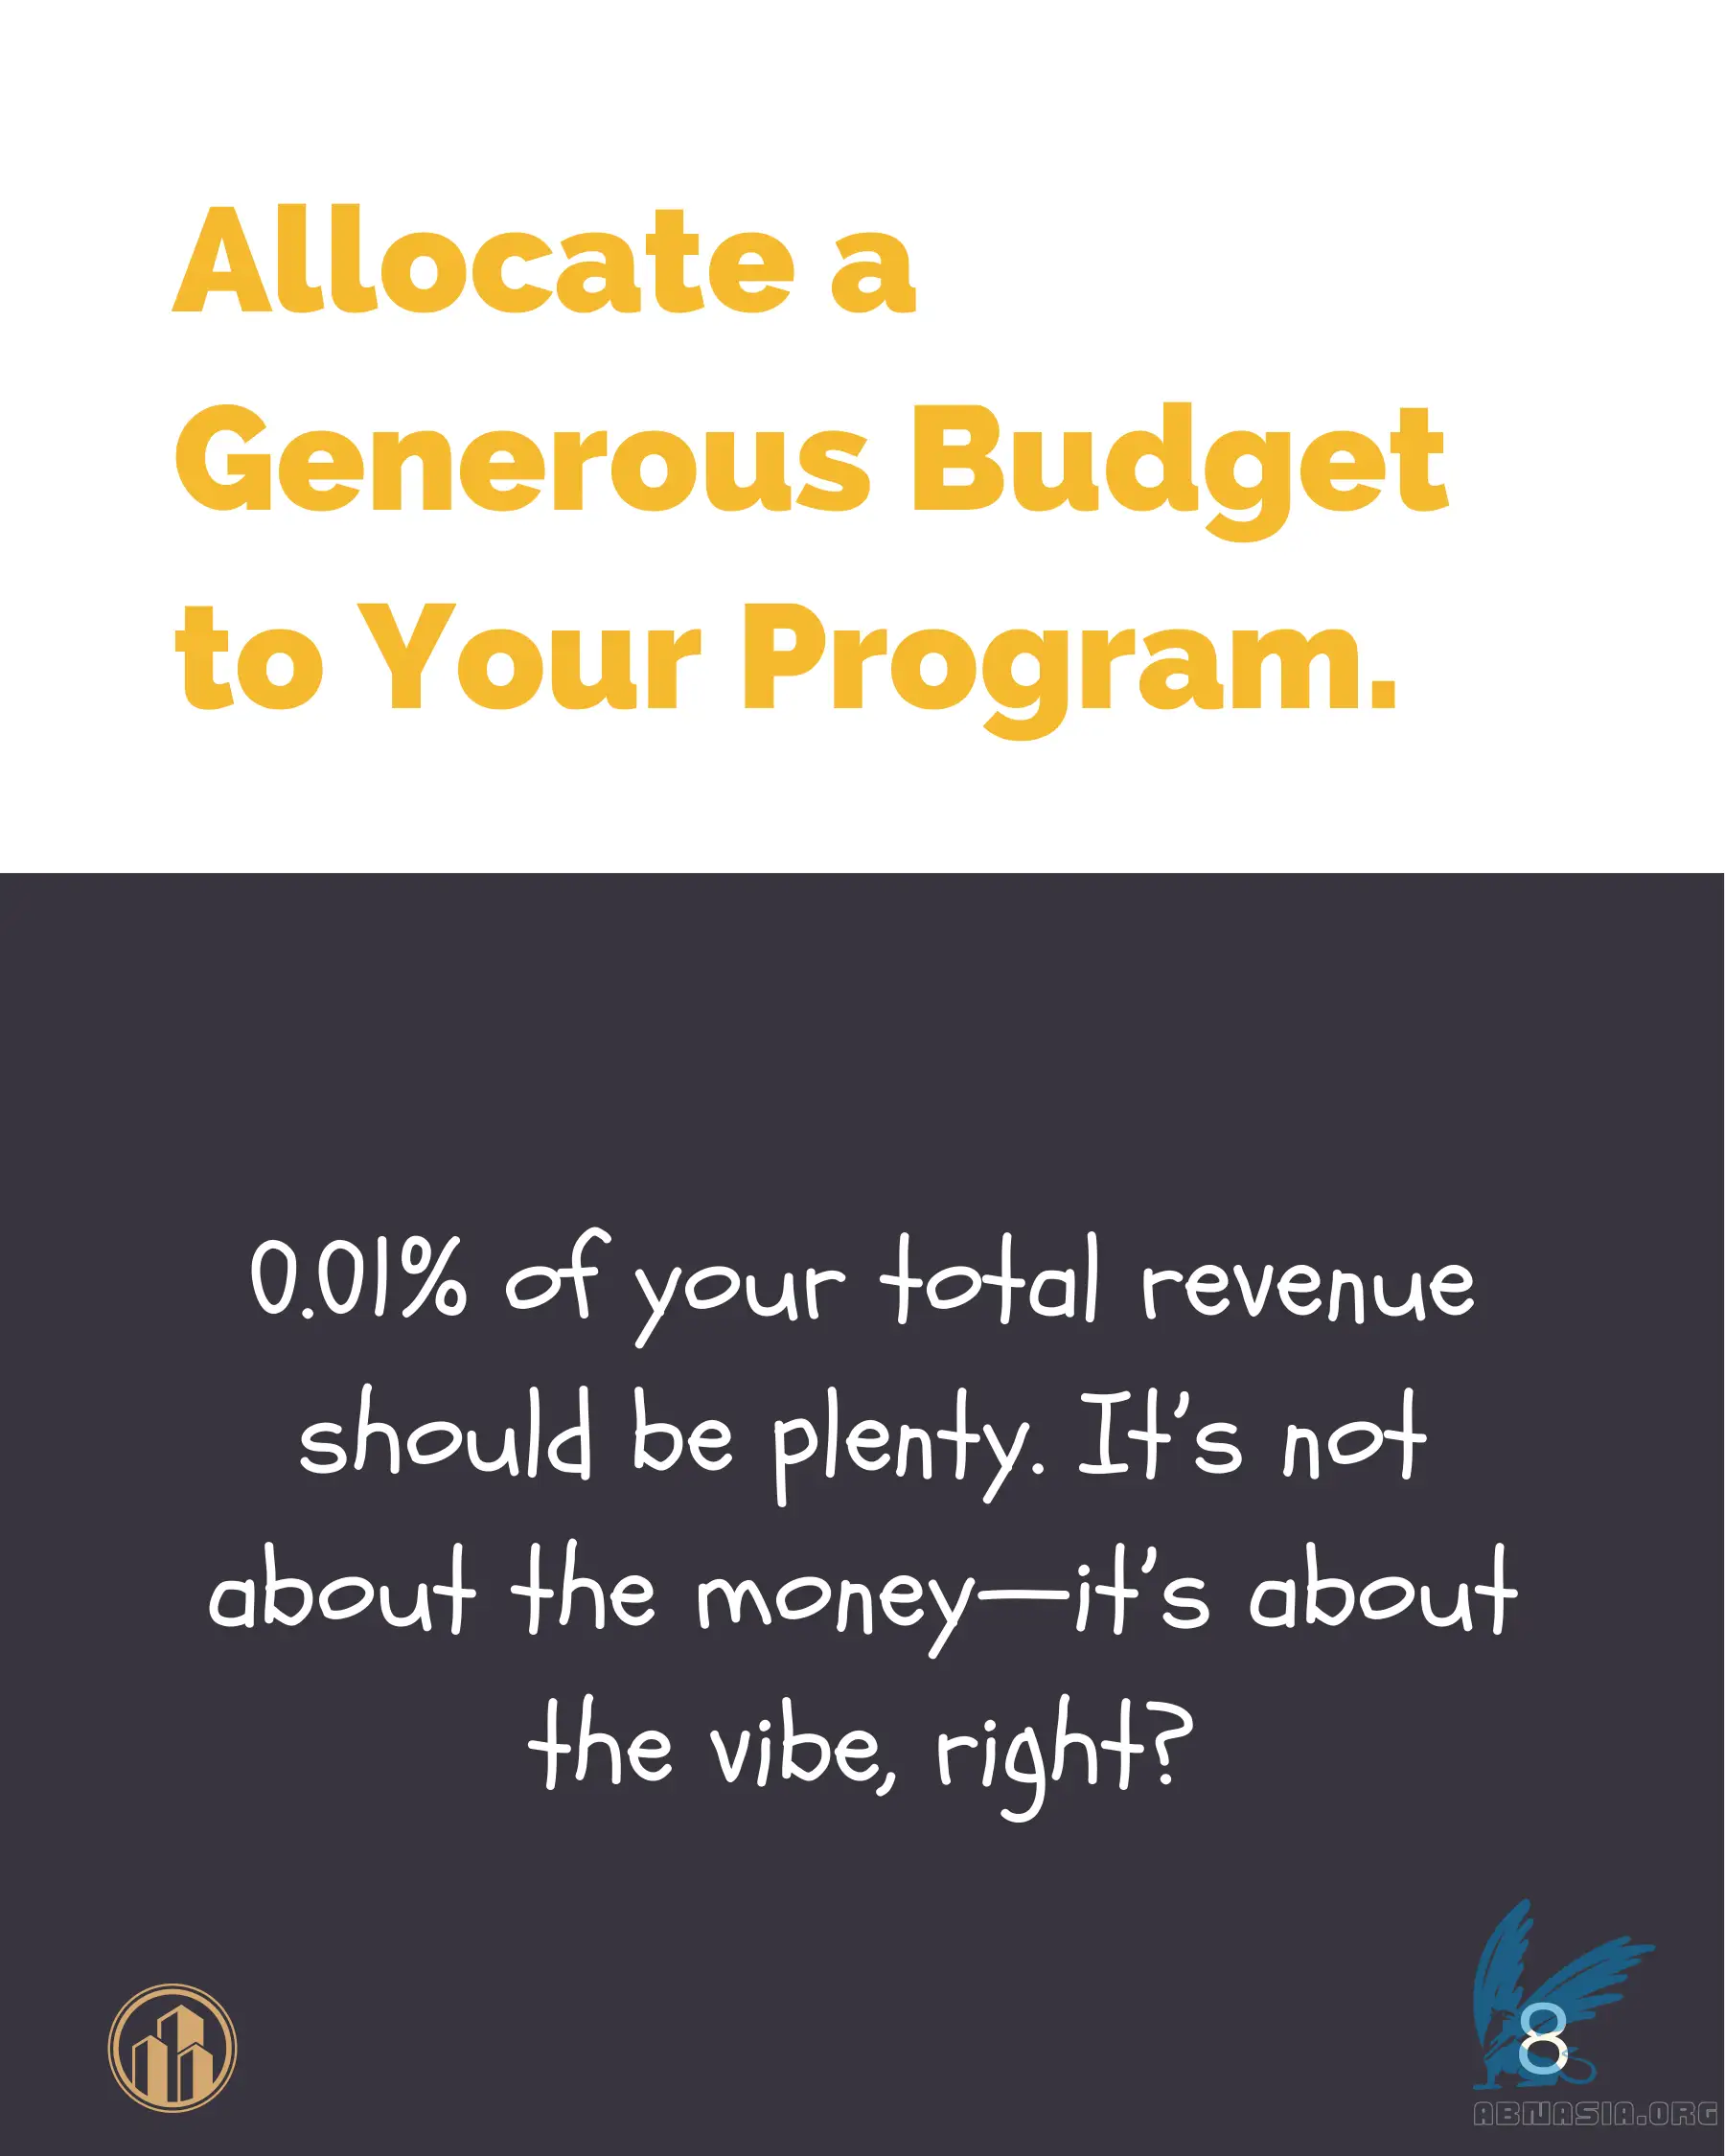 Allocate a
Generous Budget
to Your Program.
0.01% of your total revenue
should be plenty. It's not
about the money—it's about
the vibe, right?
8
ABNASIA.ORG